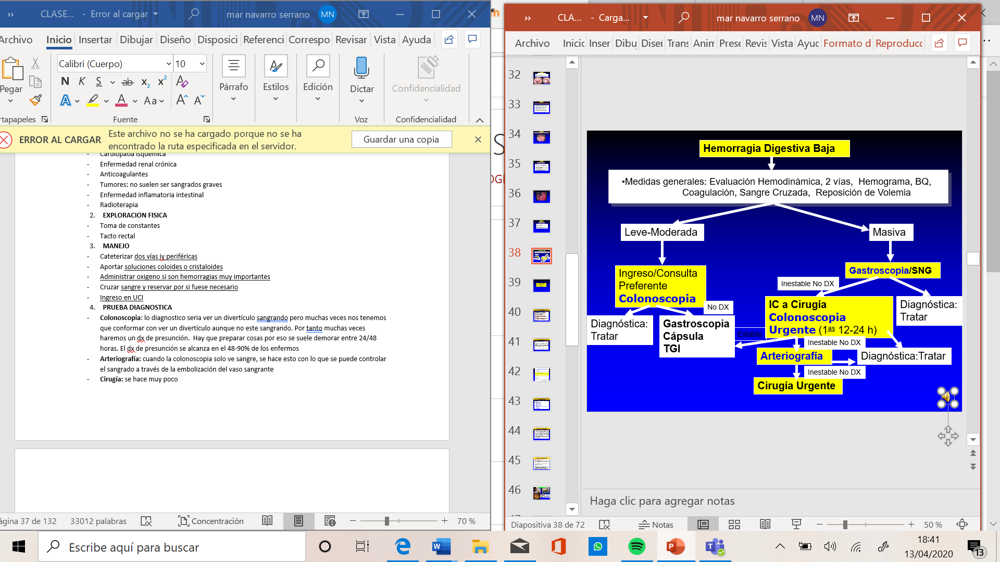 CLASE... - Error al cargar
mar navarro serrano MN
Archivo Inicio Insertar Dibujar Diseño Disposici Referenci Correspo Revisar Vista Ayuda
Calibri (Cuerpo) 10
Pegar
N K S ab x2 x2 A
A A Aa A A
Párrafo
Estilos
Edición
Dictar
Confidencialidad
rtapapeles
Fuente
Voz
Confidencialidad
ERROR AL CARGAR
Este archivo no se ha cargado porque no se ha
encontrado la ruta especificada en el servidor.
Guardar una copia
- Cardiopatía isquémica
- Enfermedad renal crónica
- Anticoagulantes
- Tumores: no suelen ser sangrados graves
- Enfermedad inflamatoria intestinal
- Radioterapia
2. EXPLORACION FISICA
- Toma de constantes
- Tacto rectal
3. MANEJO
- Cateterizar dos vías jy periféricas
- Aportar soluciones coloides o cristaloides
- Administrar oxigeno si son hemorragias muy importantes
- Cruzar sangre y reservar por si fuese necesario
- Ingreso en UCI
4. PRUEBA DIAGNOSTICA
- Colonoscopia: lo diagnostico seria ver un divertículo sangrando pero muchas veces nos tenemos
que conformar con ver un divertículo aunque no este sangrando. Por tanto muchas veces
haremos un dx de presunción. Hay que preparar cosas por eso se suele demorar entre 24/48
horas. El dx de presunción se alcanza en el 48-90% de los enfermos
- Arteriografía: cuando la colonoscopia solo ve sangre, se hace esto con lo que se puede controlar
el sangrado a través de la embolización del vaso sangrante
- Cirugía: se hace muy poco
ágina 37 de 132 33012 palabras Concentración 70 %
CLA... - Carga...
mar navarro serrano MN
Archivo Inicic Inser Dibu Diseí Trans Anim Prese Revis Vista Ayuc Formato d Reproducc
32
33
34
35
36
37
38
39
40
41
42
43
44
45
46
Hemorragia Digestiva Baja
•Medidas generales: Evaluación Hemodinámica, 2 vías, Hemograma, BQ,
Coagulación, Sangre Cruzada, Reposición de Volemia
Leve-Moderada
Masiva
Ingreso/Consulta
Preferente
Colonoscopia
Gastroscopia/SNG
Inestable No DX
No DX
IC a Cirugía
Colonoscopia
Urgente (1as 12-24 h)
Diagnóstica:
Tratar
Diagnóstica:
Tratar
Gastroscopia
Cápsula
TGI
Estable
Inestable No DX
Arteriografía
Diagnóstica:Tratar
Inestable No DX
Cirugía Urgente
Haga clic para agregar notas
Diapositiva 38 de 72 Notas 50 %
Escribe aquí para buscar
18:41
13/04/2020
13